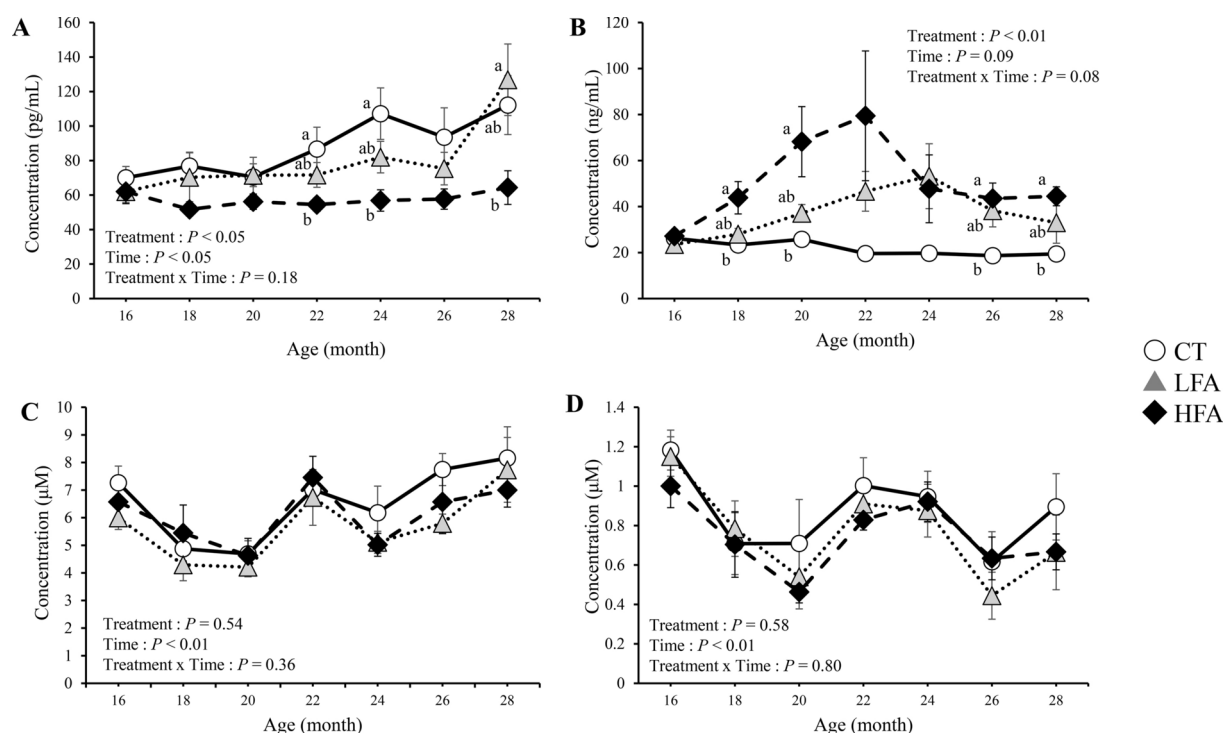 A
Concentration (pg/mL)
160
140
120
100
80
60
40
20
0
a
a
a
ab
ab
ab
b
b
b
Treatment : P < 0.05
Time : P < 0.05
Treatment x Time : P = 0.18
16 18 20 22 24 26 28
Age (month)
B
Concentration (ng/mL)
120
100
80
60
40
20
0
Treatment : P < 0.01
Time : P = 0.09
Treatment x Time : P = 0.08
a
a
a
a
ab
ab
ab
ab
b
b
b
b
16 18 20 22 24 26 28
Age (month)
CT
LFA
HFA
C
Concentration (μM)
10
9
8
7
6
5
4
3
2
1
0
Treatment : P = 0.54
Time : P < 0.01
Treatment x Time : P = 0.36
16 18 20 22 24 26 28
Age (month)
D
Concentration (μM)
1.4
1.2
1
0.8
0.6
0.4
0.2
0
Treatment : P = 0.58
Time : P < 0.01
Treatment x Time : P = 0.80
16 18 20 22 24 26 28
Age (month)